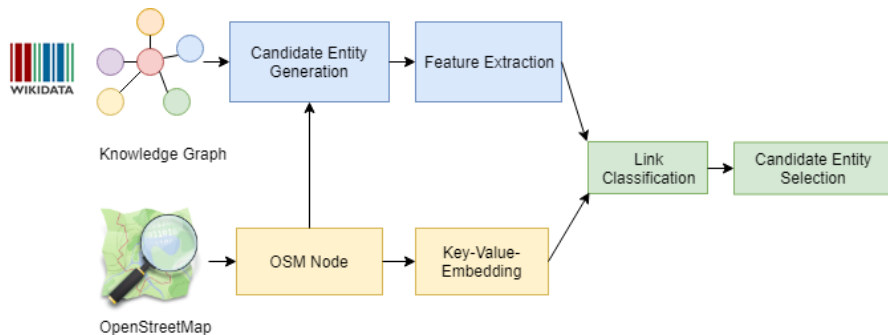 WIKIDATA
Knowledge Graph
Candidate Entity
Generation
Feature Extraction
Link
Classification
Candidate Entity
Selection
OpenStreetMap
OSM Node
Key-Value-
Embedding